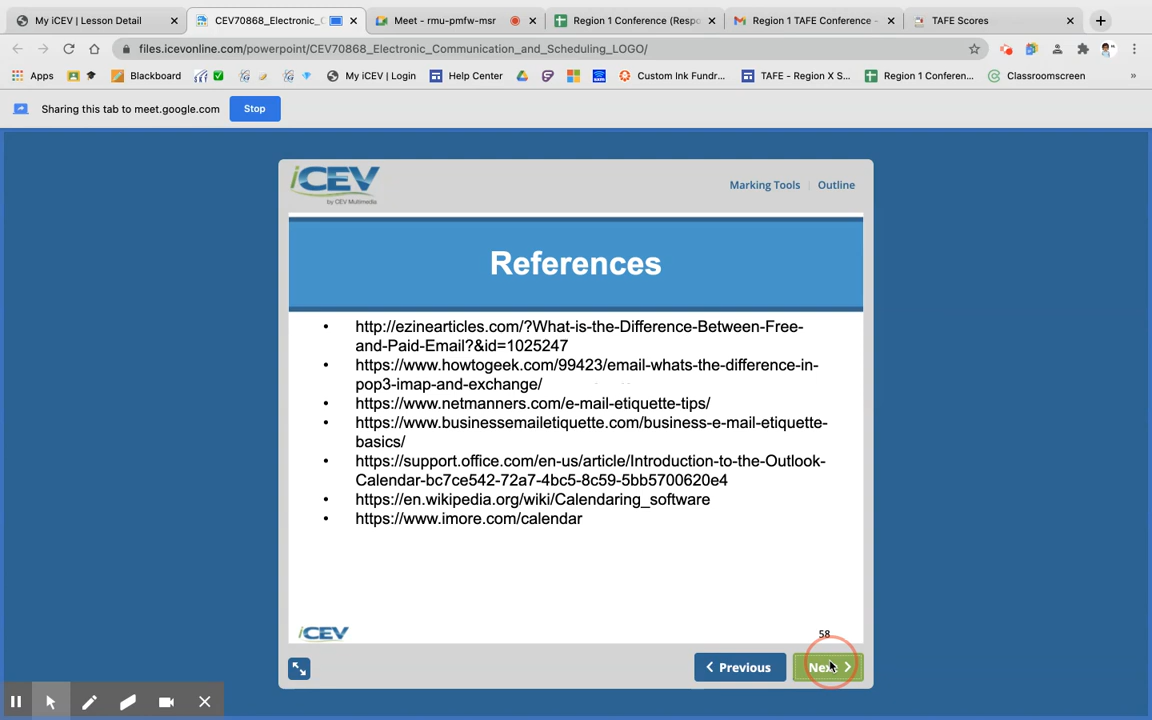 My iCEV | Lesson Detail
CEV70868_Electronic_C
Meet - rmu-pmfw-msr
Region 1 Conference (Respo
Region 1 TAFE Conference -
TAFE Scores
files.icevonline.com/powerpoint/CEV70868_Electronic_Communication_and_Scheduling_LOGO/
Apps
Blackboard
My iCEV | Login
Help Center
Custom Ink Fundr...
TAFE - Region X S...
Region 1 Conferen...
Classroomscreen
»
Sharing this tab to meet.google.com
Stop
iCEV
by CEV Multimedia
Marking Tools | Outline
References
• http://ezinearticles.com/?What-is-the-Difference-Between-Free-
and-Paid-Email?&id=1025247
• https://www.howtogeek.com/99423/email-whats-the-difference-in-
pop3-imap-and-exchange/
• https://www.netmanners.com/e-mail-etiquette-tips/
• https://www.businessemailetiquette.com/business-e-mail-etiquette-
basics/
• https://support.office.com/en-us/article/Introduction-to-the-Outlook-
Calendar-bc7ce542-72a7-4bc5-8c59-5bb5700620e4
• https://en.wikipedia.org/wiki/Calendaring_software
• https://www.imore.com/calendar
iCEV
58
Previous
Next